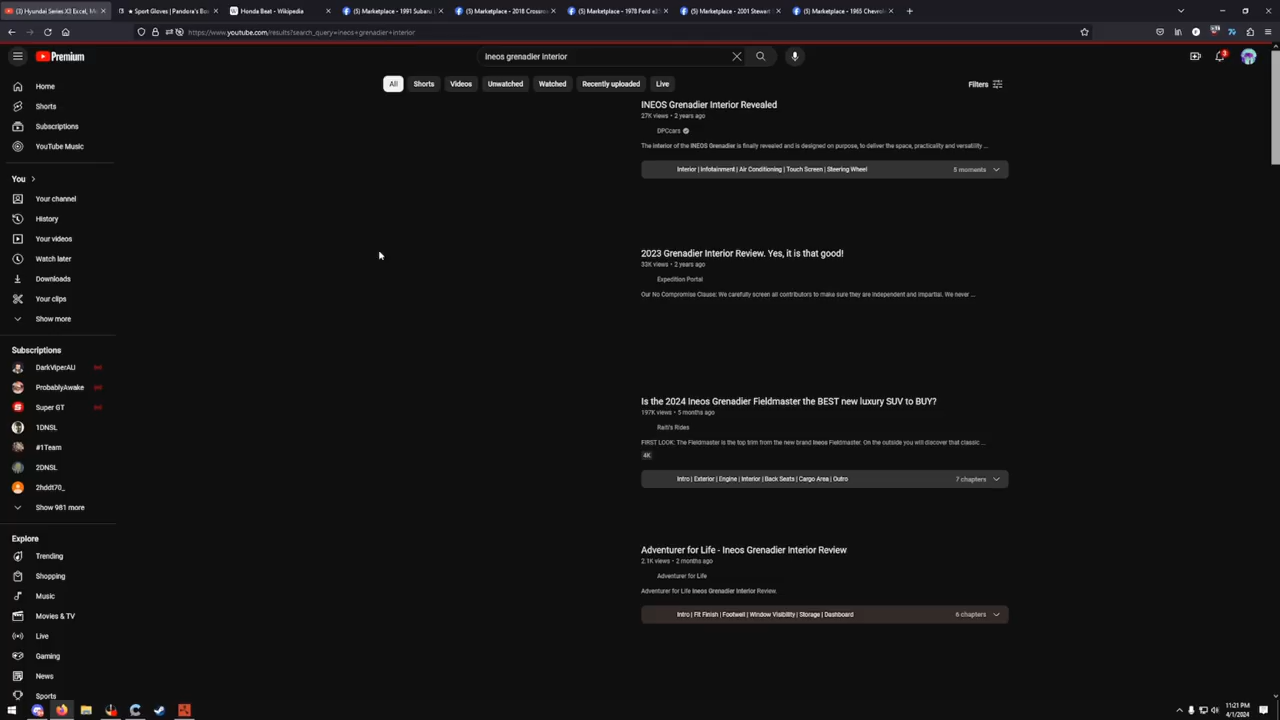 Hyundai Series X3 Excel, M
Sport Gloves | Pandora's Bu
Honda Beat - Wikipedia
(5) Marketplace - 1991 Subaru
(5) Marketplace - 2018 Crossro
(5) Marketplace - 1978 Ford e3
(5) Marketplace - 2001 Stewart
(5) Marketplace - 1965 Chevrol
https://www.youtube.com/results?search_query=ineos+grenadier+interior
Premium
ineos grenadier interior
3
All
Shorts
Videos
Unwatched
Watched
Recently uploaded
Live
Filters
Home
Shorts
Subscriptions
YouTube Music
You
Your channel
History
Your videos
Watch later
Downloads
Your clips
Show more
Subscriptions
DarkViperAU
ProbablyAwake
Super GT
1DNSL
#1Team
2DNSL
2hddt70_
Show 981 more
Explore
Trending
Shopping
Music
Movies & TV
Live
Gaming
News
Sports
INEOS Grenadier Interior Revealed
27K views • 2 years ago
DPCcars
The interior of the INEOS Grenadier is finally revealed and is designed on purpose, to deliver the space, practicality and versatility ...
Interior | Infotainment | Air Conditioning | Touch Screen | Steering Wheel
5 moments
2023 Grenadier Interior Review. Yes, it is that good!
33K views • 2 years ago
Expedition Portal
Our No Compromise Clause: We carefully screen all contributors to make sure they are independent and impartial. We never ...
Is the 2024 Ineos Grenadier Fieldmaster the BEST new luxury SUV to BUY?
197K views • 5 months ago
Raiti's Rides
FIRST LOOK: The Fieldmaster is the top trim from the new brand Ineos Fieldmaster. On the outside you will discover that classic ...
4K
Intro | Exterior | Engine | Interior | Back Seats | Cargo Area | Outro
7 chapters
Adventurer for Life - Ineos Grenadier Interior Review
2.1K views • 2 months ago
Adventurer for Life
Adventurer for Life Ineos Grenadier Interior Review.
Intro | Fit Finish | Footwell | Window Visibility | Storage | Dashboard
6 chapters
11:21 PM
4/1/2024